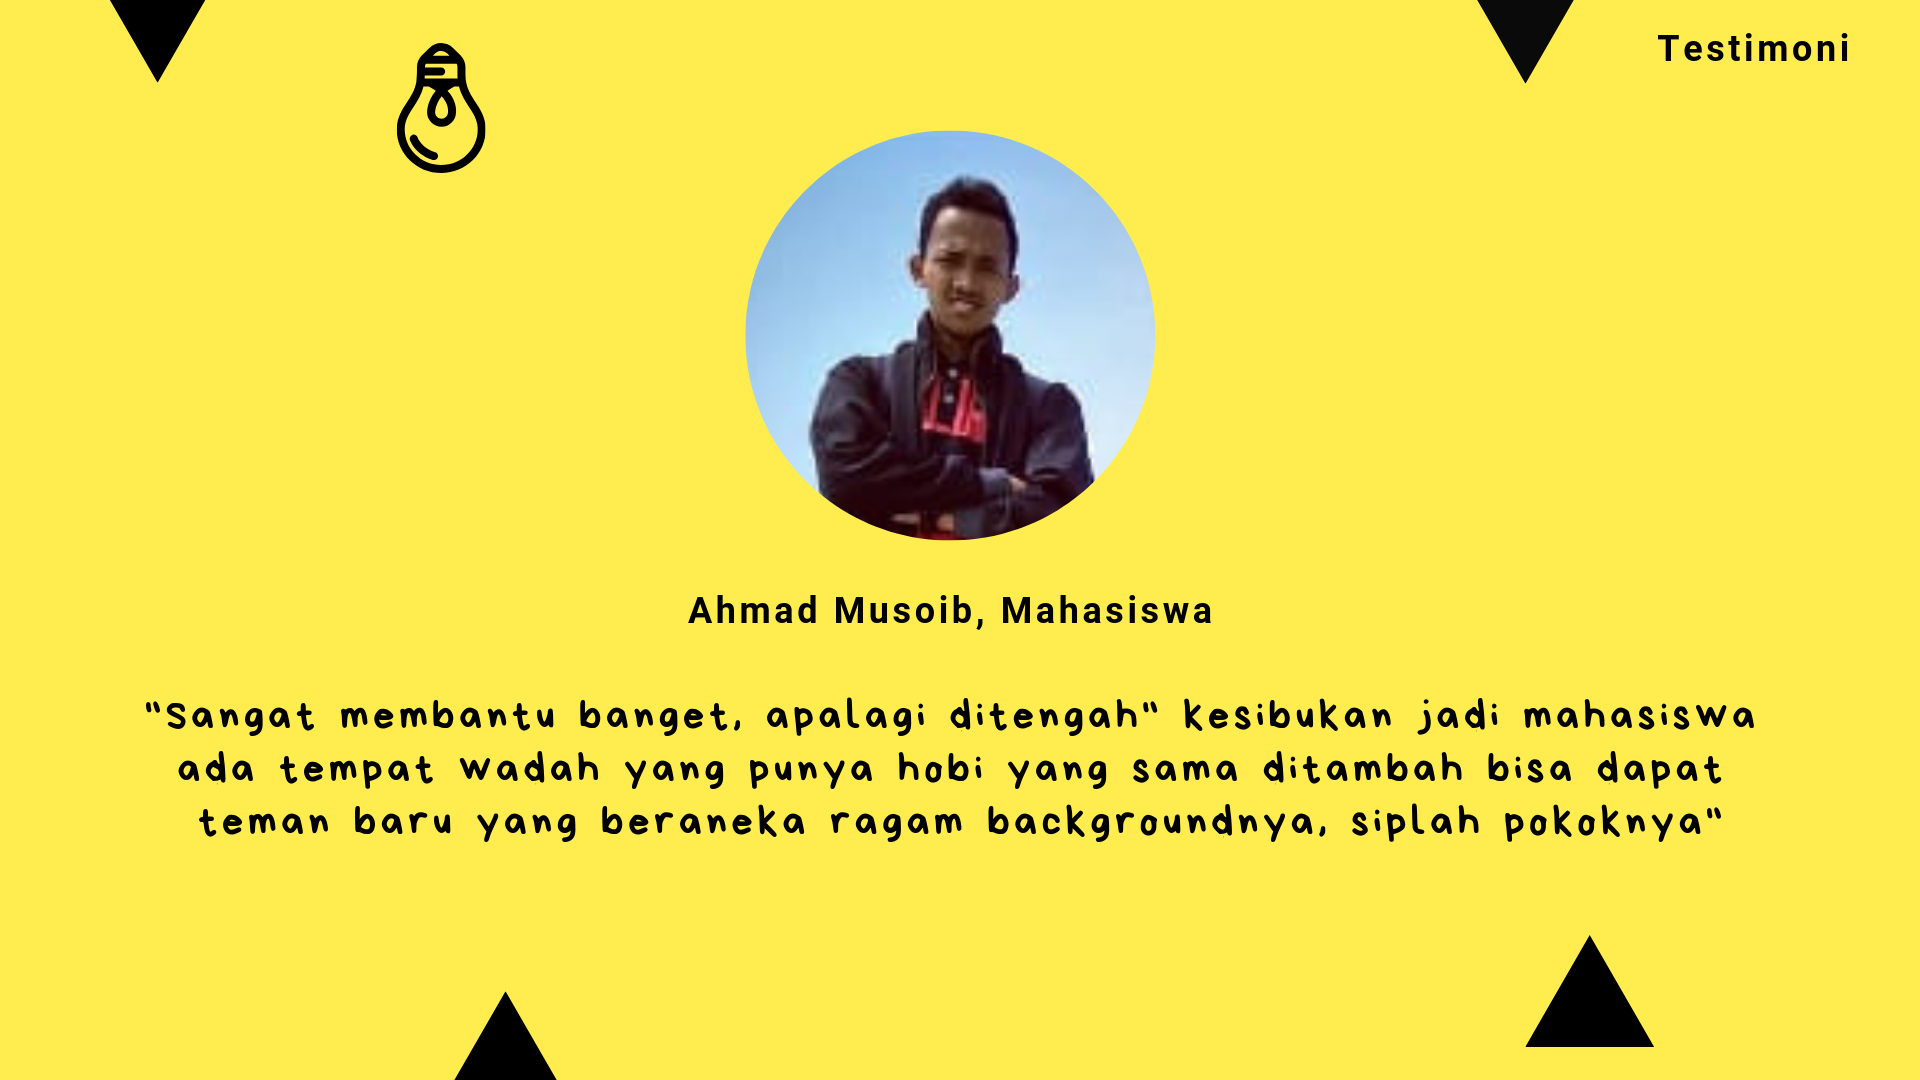 Testimoni
Ahmad Musoib, Mahasiswa
"Sangat membantu banget, apalagi ditengah" kesibukan jadi mahasiswa
ada tempat wadah yang punya hobi yang sama ditambah bisa dapat
teman baru yang beraneka ragam backgroundnya, siplah pokoknya"